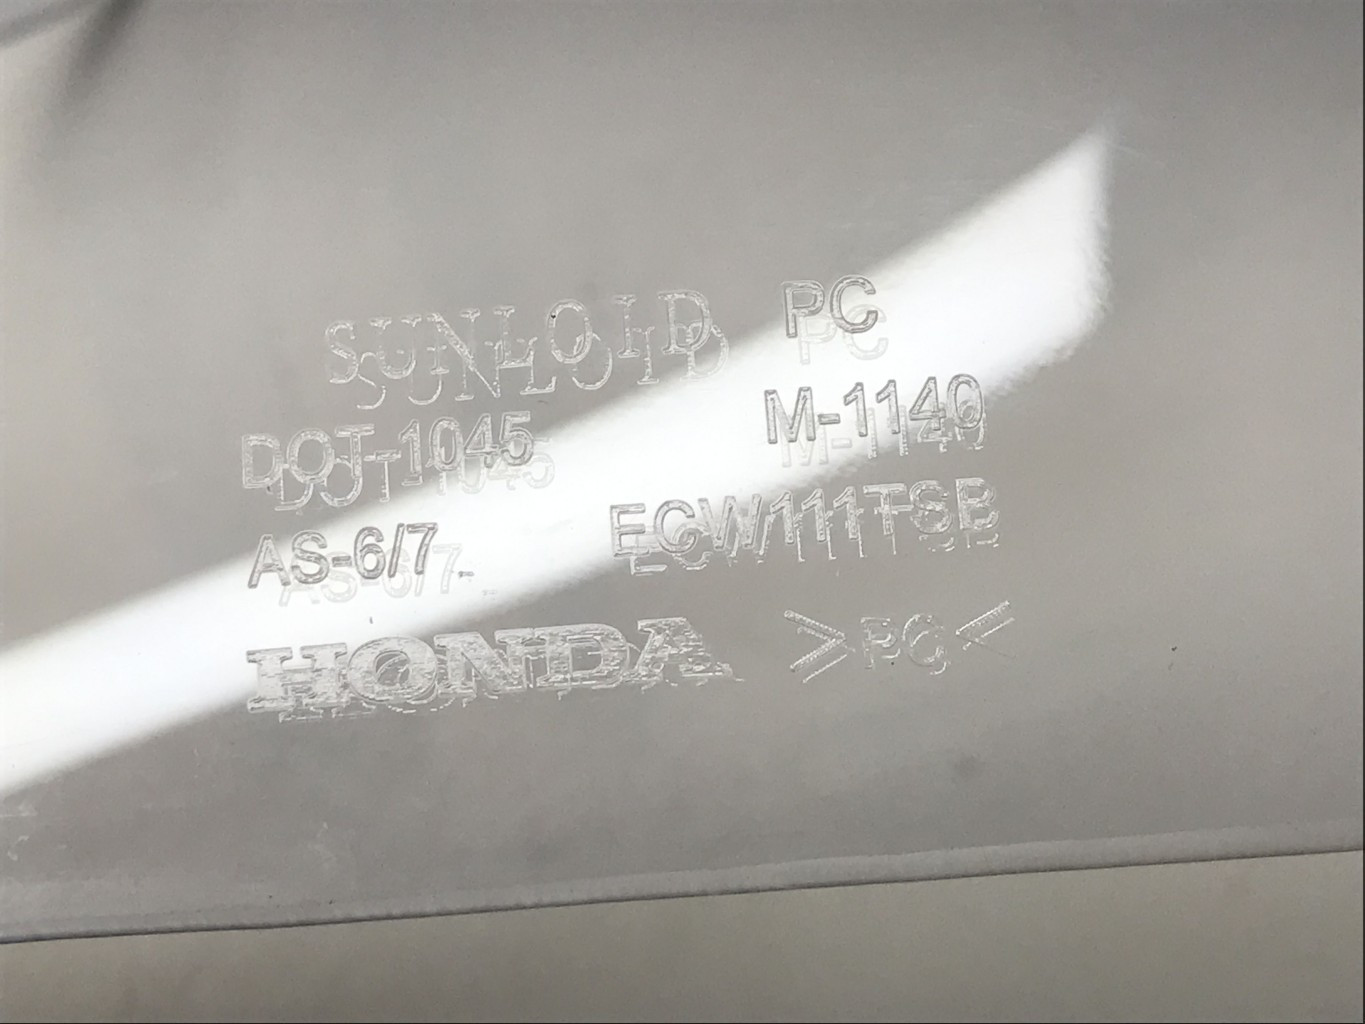 SUNLOID PC
DOT-1045 M-1140
AS-6/7 ECW111TSB
HONDA >PC<